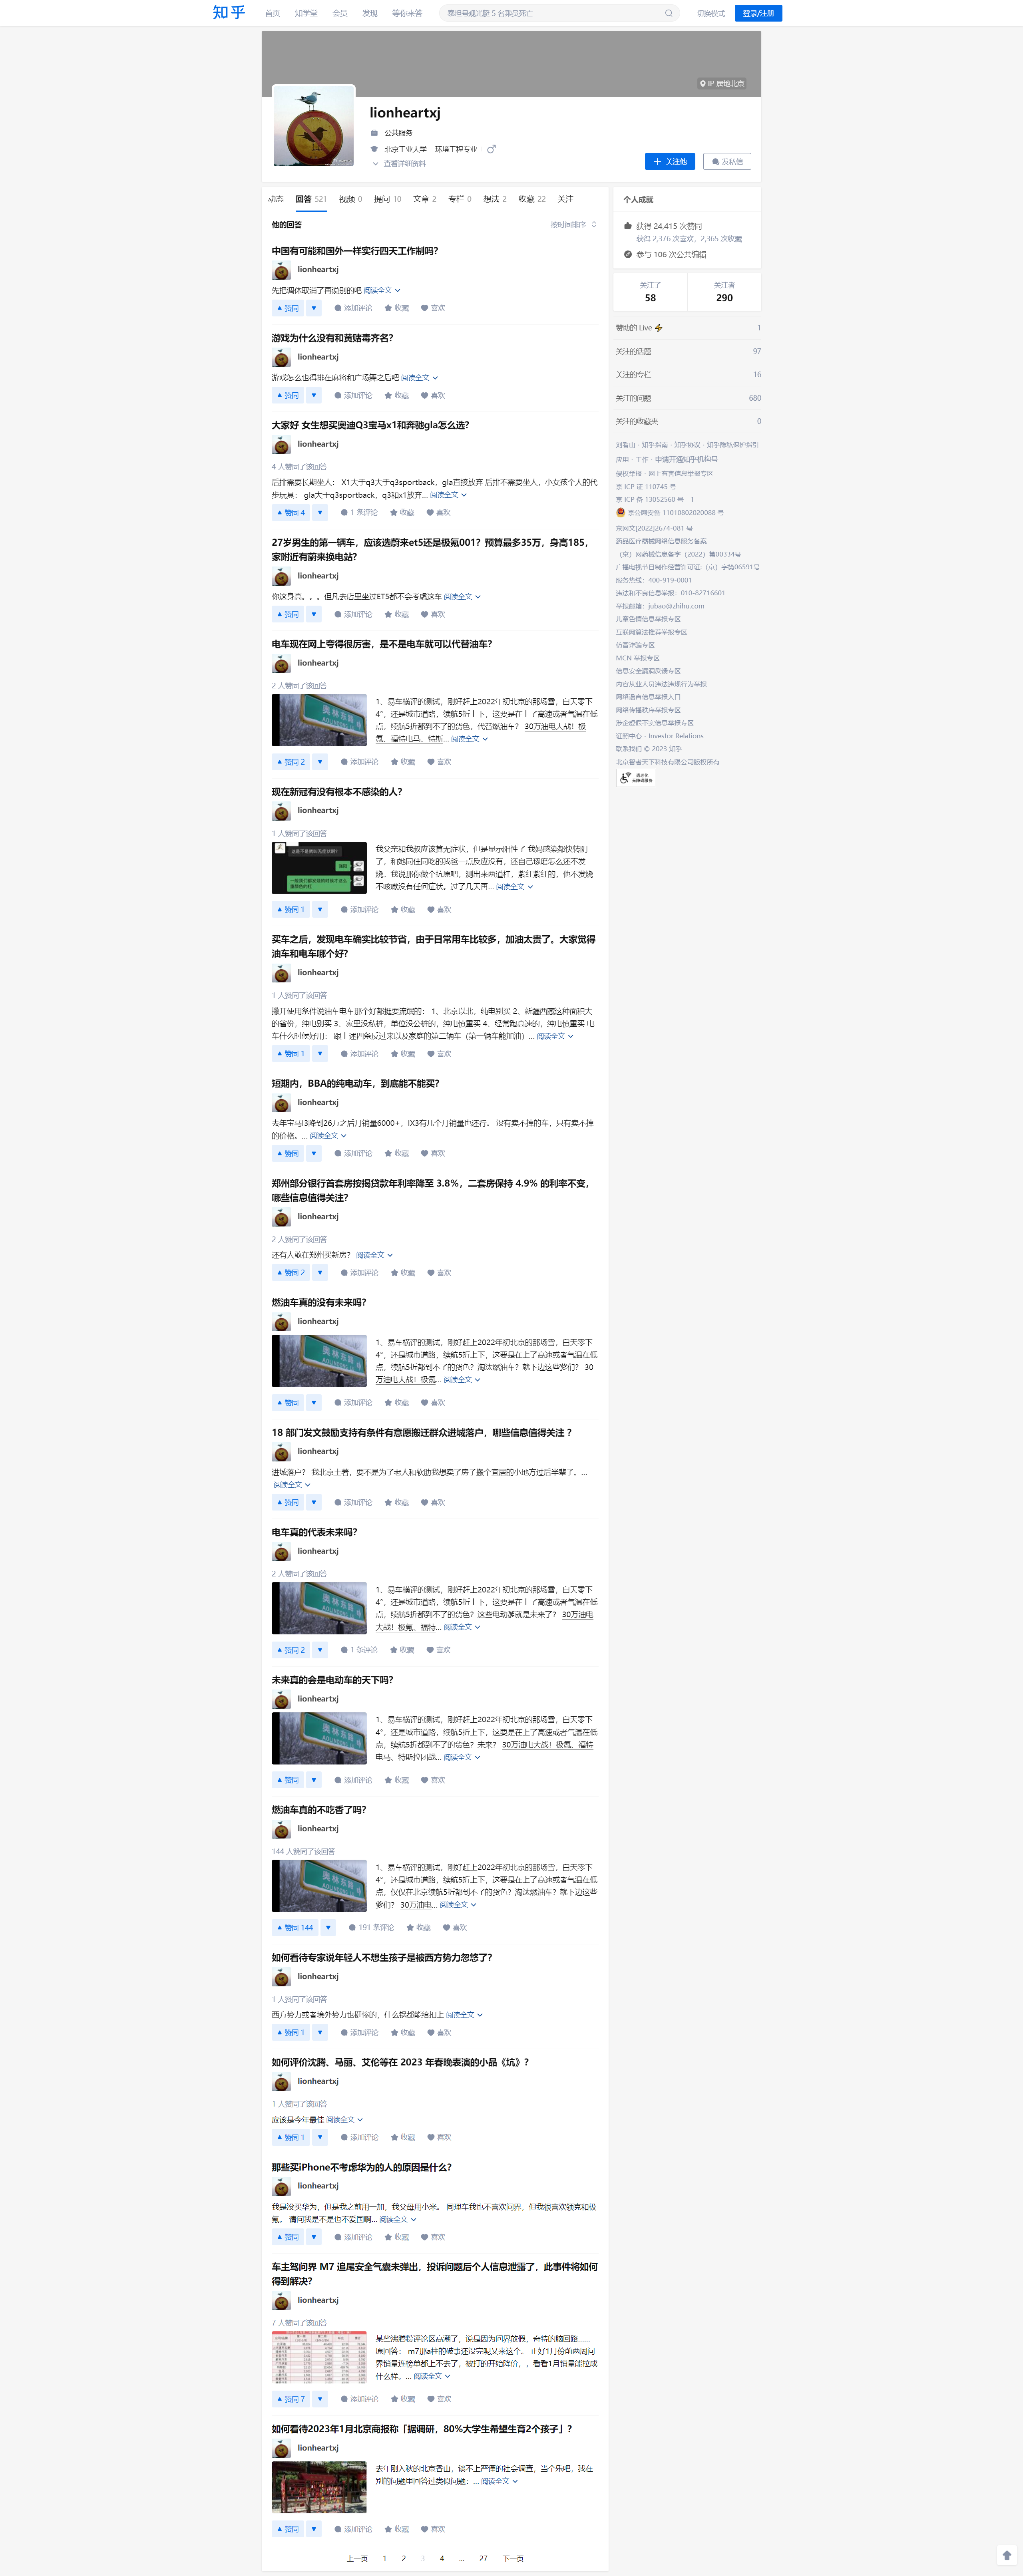 知乎
首页 知学堂 会员 发现 等你来答
泰坦号观光艇 5 名乘员死亡
切换模式
登录/注册
IP 属地北京
lionheartxj
公共服务
北京工业大学 环境工程专业
查看详细资料
关注他
发私信
动态 回答 521 视频 0 提问 10 文章 2 专栏 0 想法 2 收藏 22 关注
他的回答
按时间排序
中国有可能和国外一样实行四天工作制吗?
lionheartxj
先把调休取消了再说别的吧 阅读全文
赞同 添加评论 收藏 喜欢
游戏为什么没有和黄赌毒齐名?
lionheartxj
游戏怎么也得排在麻将和广场舞之后吧 阅读全文
赞同 添加评论 收藏 喜欢
大家好 女生想买奥迪Q3宝马x1和奔驰gla怎么选?
lionheartxj
4 人赞同了该回答
后排需要长期坐人: X1大于q3大于q3sportback,gla直接放弃 后排不需要坐人,小女孩个人的代
步玩具: gla大于q3sportback,q3和x1放弃... 阅读全文
赞同 4 1 条评论 收藏 喜欢
27岁男生的第一辆车,应该选蔚来et5还是极氪001?预算最多35万,身高185,
家附近有蔚来换电站?
lionheartxj
你这身高。。。但凡去店里坐过ET5都不会考虑这车 阅读全文
赞同 添加评论 收藏 喜欢
电车现在网上夸得很厉害,是不是电车就可以代替油车?
lionheartxj
2 人赞同了该回答
奥林东路
1、易车横评的测试,刚好赶上2022年初北京的那场雪,白天零下
4°,还是城市道路,续航5折上下,这要是在上了高速或者气温在低
点,续航5折都到不了的货色,代替燃油车? 30万油电大战!极
氪、福特电马、特斯... 阅读全文
赞同 2 添加评论 收藏 喜欢
现在新冠有没有根本不感染的人?
lionheartxj
1 人赞同了该回答
我父亲和我叔应该算无症状,但是显示阳性了 我妈感染都快转阴
了,和她同住同吃的我爸一点反应没有,还自己琢磨怎么还不发
烧。我说那你做个抗原吧,测出来两道杠,紫红紫红的,他不发烧
不咳嗽没有任何症状。过了几天再... 阅读全文
赞同 1 添加评论 收藏 喜欢
买车之后,发现电车确实比较节省,由于日常用车比较多,加油太贵了。大家觉得
油车和电车哪个好?
lionheartxj
1 人赞同了该回答
撇开使用条件说油车电车那个好都挺耍流氓的: 1、北京以北,纯电别买 2、新疆西藏这种面积大
的省份,纯电别买 3、家里没私桩,单位没公桩的,纯电慎重买 4、经常跑高速的,纯电慎重买 电
车什么时候好用: 跟上述四条反过来以及家庭的第二辆车(第一辆车能加油)... 阅读全文
赞同 1 添加评论 收藏 喜欢
短期内,BBA的纯电动车,到底能不能买?
lionheartxj
去年宝马I3降到26万之后月销量6000+,IX3有几个月销量也还行。 没有卖不掉的车,只有卖不掉
的价格。... 阅读全文
赞同 添加评论 收藏 喜欢
郑州部分银行首套房按揭贷款年利率降至 3.8%,二套房保持 4.9% 的利率不变,
哪些信息值得关注?
lionheartxj
2 人赞同了该回答
还有人敢在郑州买新房? 阅读全文
赞同 2 添加评论 收藏 喜欢
燃油车真的没有未来吗?
lionheartxj
奥林东路
1、易车横评的测试,刚好赶上2022年初北京的那场雪,白天零下
4°,还是城市道路,续航5折上下,这要是在上了高速或者气温在低
点,续航5折都到不了的货色?淘汰燃油车?就下边这些爹们? 30
万油电大战!极氪... 阅读全文
赞同 添加评论 收藏 喜欢
18 部门发文鼓励支持有条件有意愿搬迁群众进城落户,哪些信息值得关注 ?
lionheartxj
进城落户? 我北京土著,要不是为了老人和软肋我想卖了房子搬个宜居的小地方过后半辈子。...
阅读全文
赞同 添加评论 收藏 喜欢
电车真的代表未来吗?
lionheartxj
2 人赞同了该回答
奥林东路
1、易车横评的测试,刚好赶上2022年初北京的那场雪,白天零下
4°,还是城市道路,续航5折上下,这要是在上了高速或者气温在低
点,续航5折都到不了的货色?这些电动爹就是未来了? 30万油电
大战!极氪、福特... 阅读全文
赞同 2 1 条评论 收藏 喜欢
未来真的会是电动车的天下吗?
lionheartxj
奥林东路
1、易车横评的测试,刚好赶上2022年初北京的那场雪,白天零下
4°,还是城市道路,续航5折上下,这要是在上了高速或者气温在低
点,续航5折都到不了的货色?未来? 30万油电大战!极氪、福特
电马、特斯拉团战... 阅读全文
赞同 添加评论 收藏 喜欢
燃油车真的不吃香了吗?
lionheartxj
144 人赞同了该回答
奥林东路
1、易车横评的测试,刚好赶上2022年初北京的那场雪,白天零下
4°,还是城市道路,续航5折上下,这要是在上了高速或者气温在低
点,仅仅在北京续航5折都到不了的货色?淘汰燃油车?就下边这些
爹们? 30万油电... 阅读全文
赞同 144 191 条评论 收藏 喜欢
如何看待专家说年轻人不想生孩子是被西方势力忽悠了?
lionheartxj
1 人赞同了该回答
西方势力或者境外势力也挺惨的,什么锅都能给扣上 阅读全文
赞同 1 添加评论 收藏 喜欢
如何评价沈腾、马丽、艾伦等在 2023 年春晚表演的小品《坑》?
lionheartxj
1 人赞同了该回答
应该是今年最佳 阅读全文
赞同 1 添加评论 收藏 喜欢
那些买iPhone不考虑华为的人的原因是什么?
lionheartxj
我是没买华为,但是我之前用一加,我父母用小米。 同理车我也不喜欢问界,但我很喜欢领克和极
氪。 请问我是不是也不爱国啊... 阅读全文
赞同 添加评论 收藏 喜欢
车主驾问界 M7 追尾安全气囊未弹出,投诉问题后个人信息泄露了,此事件将如何
得到解决?
lionheartxj
7 人赞同了该回答
某些沸腾粉评论区高潮了,说是因为问界放假,奇特的脑回路......
原回答: m7那a柱的破事还没完呢又来这个。 正好1月份前两周问
界销量连榜单都上不去了,被打的开始降价,,看看1月销量能拉成
什么样。... 阅读全文
赞同 7 添加评论 收藏 喜欢
如何看待2023年1月北京商报称「据调研,80%大学生希望生育2个孩子」?
lionheartxj
去年刚入秋的北京香山,谈不上严谨的社会调查,当个乐吧,我在
别的问题里回答过类似问题:... 阅读全文
赞同 添加评论 收藏 喜欢
上一页 1 2 3 4 ... 27 下一页
个人成就
获得 24,415 次赞同
获得 2,376 次喜欢,2,365 次收藏
参与 106 次公共编辑
关注了 关注者
58 290
赞助的 Live 1
关注的话题 97
关注的专栏 16
关注的问题 680
关注的收藏夹 0
刘看山 · 知乎指南 · 知乎协议 · 知乎隐私保护指引
应用 · 工作 · 申请开通知乎机构号
侵权举报 · 网上有害信息举报专区
京 ICP 证 110745 号
京 ICP 备 13052560 号 - 1
京公网安备 11010802020088 号
京网文[2022]2674-081 号
药品医疗器械网络信息服务备案
(京)网药械信息备字(2022)第00334号
广播电视节目制作经营许可证:(京)字第06591号
服务热线:400-919-0001
违法和不良信息举报:010-82716601
举报邮箱:jubao@zhihu.com
儿童色情信息举报专区
互联网算法推荐举报专区
仿冒诈骗专区
MCN 举报专区
信息安全漏洞反馈专区
内容从业人员违法违规行为举报
网络谣言信息举报入口
网络传播秩序举报专区
涉企虚假不实信息举报专区
证照中心 · Investor Relations
联系我们 © 2023 知乎
北京智者天下科技有限公司版权所有
适老化
无障碍服务